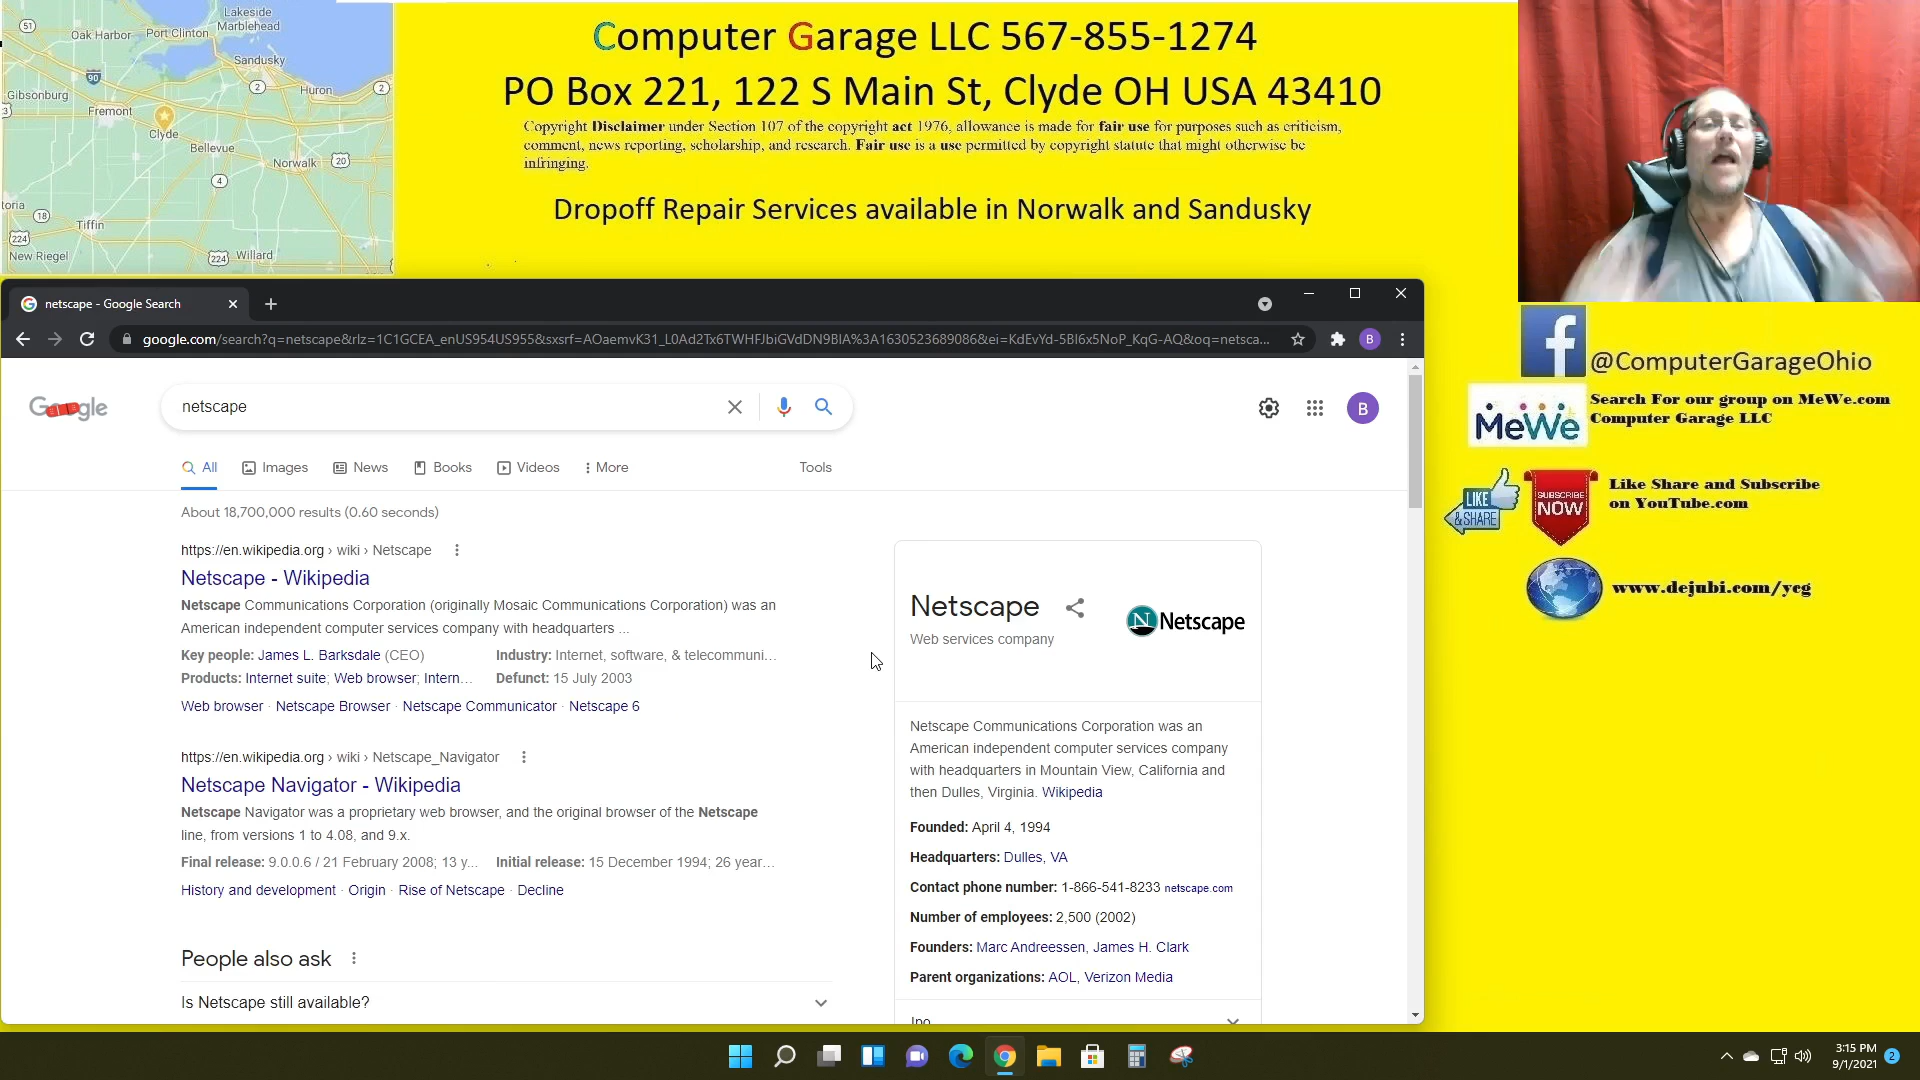 Lakeside
Marblehead
51
Oak Harbor
Port Clinton
90
Sandusky
2
2
Gibsonburg
Huron
Fremont
Clyde
Bellevue
Norwalk
20
4
toria
18
Tiffin
224
224
Willard
New Riegel
Computer Garage LLC 567-855-1274
PO Box 221, 122 S Main St, Clyde OH USA 43410
Copyright Disclaimer under Section 107 of the copyright act 1976, allowance is made for fair use for purposes such as criticism,
comment, news reporting, scholarship, and research. Fair use is a use permitted by copyright statute that might otherwise be
infringing.
Dropoff Repair Services available in Norwalk and Sandusky
netscape - Google Search
google.com/search?q=netscape&rlz=1C1GCEA_enUS954US955&sxsrf=AOaemvK31_L0Ad2Tx6TWHFJbiGVdDN9BlA%3A1630523689086&ei=KdEvYd-5Bl6x5NoP_KqG-AQ&oq=netsca...
B
Google
netscape
B
All
Images
News
Books
Videos
More
Tools
About 18,700,000 results (0.60 seconds)
https://en.wikipedia.org › wiki › Netscape
Netscape - Wikipedia
Netscape Communications Corporation (originally Mosaic Communications Corporation) was an
American independent computer services company with headquarters ...
Key people: James L. Barksdale (CEO)
Industry: Internet, software, & telecommuni...
Products: Internet suite; Web browser; Intern...
Defunct: 15 July 2003
Web browser · Netscape Browser · Netscape Communicator · Netscape 6
https://en.wikipedia.org › wiki › Netscape_Navigator
Netscape Navigator - Wikipedia
Netscape Navigator was a proprietary web browser, and the original browser of the Netscape
line, from versions 1 to 4.08, and 9.x.
Final release: 9.0.0.6 / 21 February 2008; 13 y...
Initial release: 15 December 1994; 26 year...
History and development · Origin · Rise of Netscape · Decline
People also ask
Is Netscape still available?
Netscape
Web services company
N Netscape
Netscape Communications Corporation was an
American independent computer services company
with headquarters in Mountain View, California and
then Dulles, Virginia. Wikipedia
Founded: April 4, 1994
Headquarters: Dulles, VA
Contact phone number: 1-866-541-8233 netscape.com
Number of employees: 2,500 (2002)
Founders: Marc Andreessen, James H. Clark
Parent organizations: AOL, Verizon Media
Ipo
f
@ComputerGarageOhio
MeWe
Search For our group on MeWe.com
Computer Garage LLC
LIKE
& SHARE
SUBSCRIBE
NOW
Like Share and Subscribe
on YouTube.com
www.dejubi.com/ycg
3:15 PM
9/1/2021
2